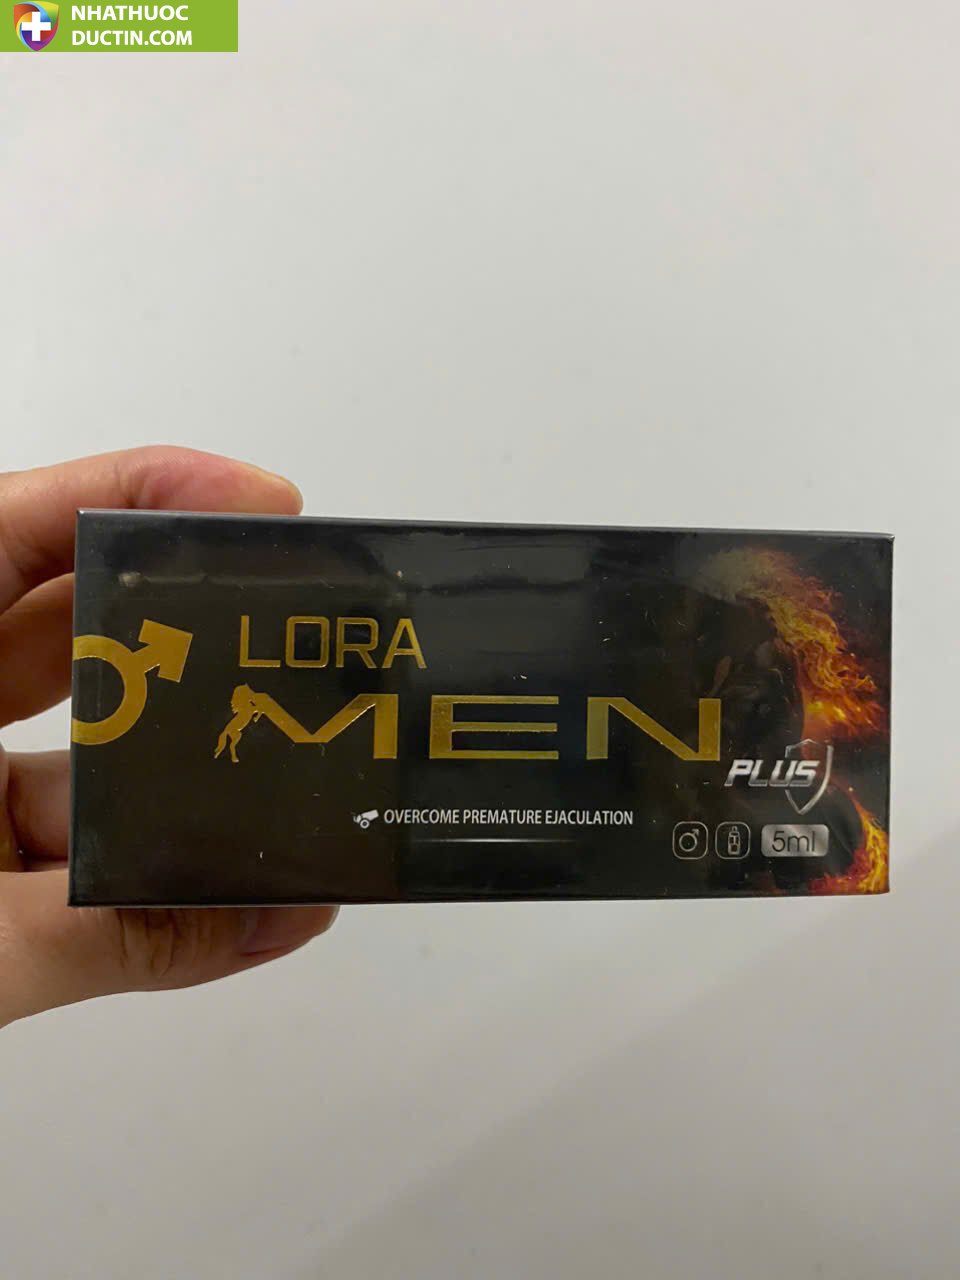 NHATHUOC
DUCTIN.COM
LORA
MEN
PLUS
OVERCOME PREMATURE EJACULATION
5ml